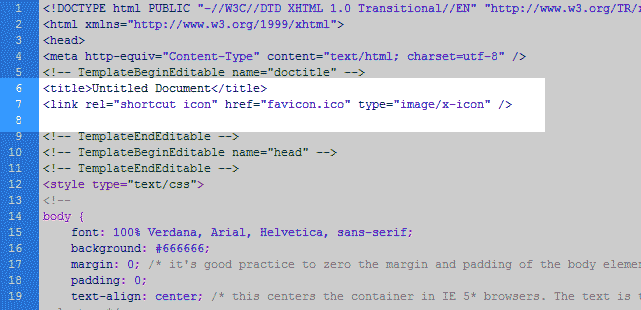 1 <!DOCTYPE html PUBLIC "-//W3C//DTD XHTML 1.0 Transitional//EN" "http://www.w3.org/TR/
2 <html xmlns="http://www.w3.org/1999/xhtml">
3 <head>
4 <meta http-equiv="Content-Type" content="text/html; charset=utf-8" />
5 <!-- TemplateBeginEditable name="doctitle" -->
6 <title>Untitled Document</title>
7 <link rel="shortcut icon" href="favicon.ico" type="image/x-icon" />
8
9 <!-- TemplateEndEditable -->
10 <!-- TemplateBeginEditable name="head" -->
11 <!-- TemplateEndEditable -->
12 <style type="text/css">
13 <!--
14 body {
15 font: 100% Verdana, Arial, Helvetica, sans-serif;
16 background: #666666;
17 margin: 0; /* it's good practice to zero the margin and padding of the body elemen
18 padding: 0;
19 text-align: center; /* this centers the container in IE 5* browsers. The text is t